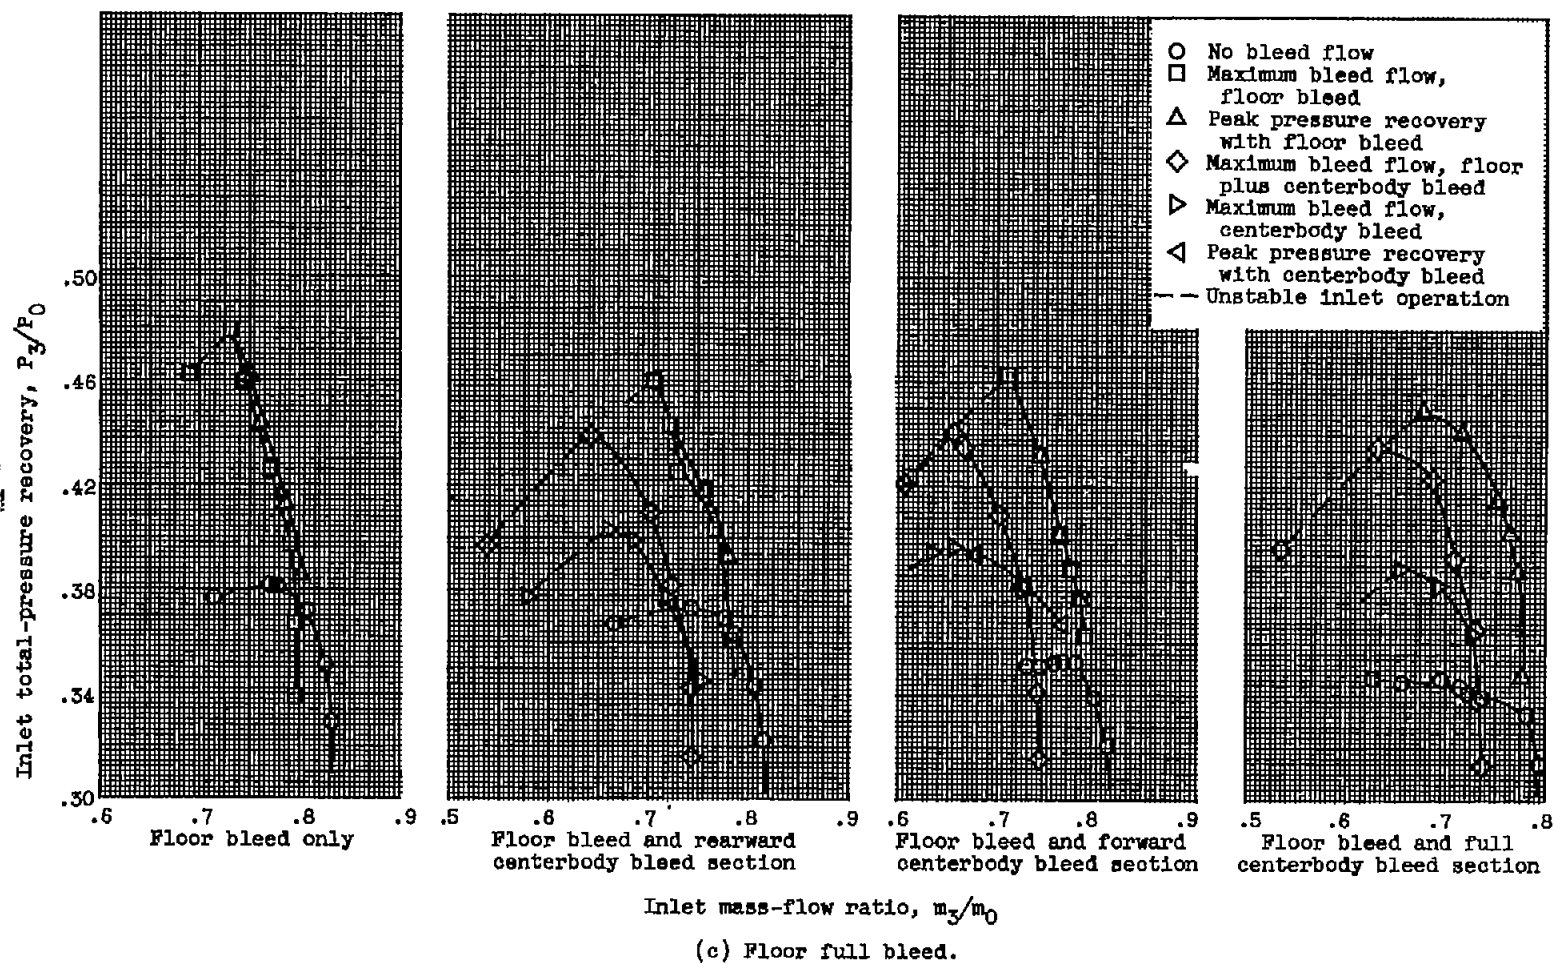 No bleed flow
Maximum bleed flow,
floor bleed
Peak pressure recovery
with floor bleed
Maximum bleed flow, floor
plus centerbody bleed
Maximum bleed flow,
centerbody bleed
Peak pressure recovery
with centerbody bleed
Unstable inlet operation
Inlet total-pressure recovery, P3/P0
.50
.46
.42
.38
.34
.30
.6 .7 .8 .9
Floor bleed only
.5 .6 .7 .8 .9
Floor bleed and rearward
centerbody bleed section
.6 .7 .8 .9
Floor bleed and forward
centerbody bleed section
.5 .6 .7 .8
Floor bleed and full
centerbody bleed section
Inlet mass-flow ratio, m3/m0
(c) Floor full bleed.